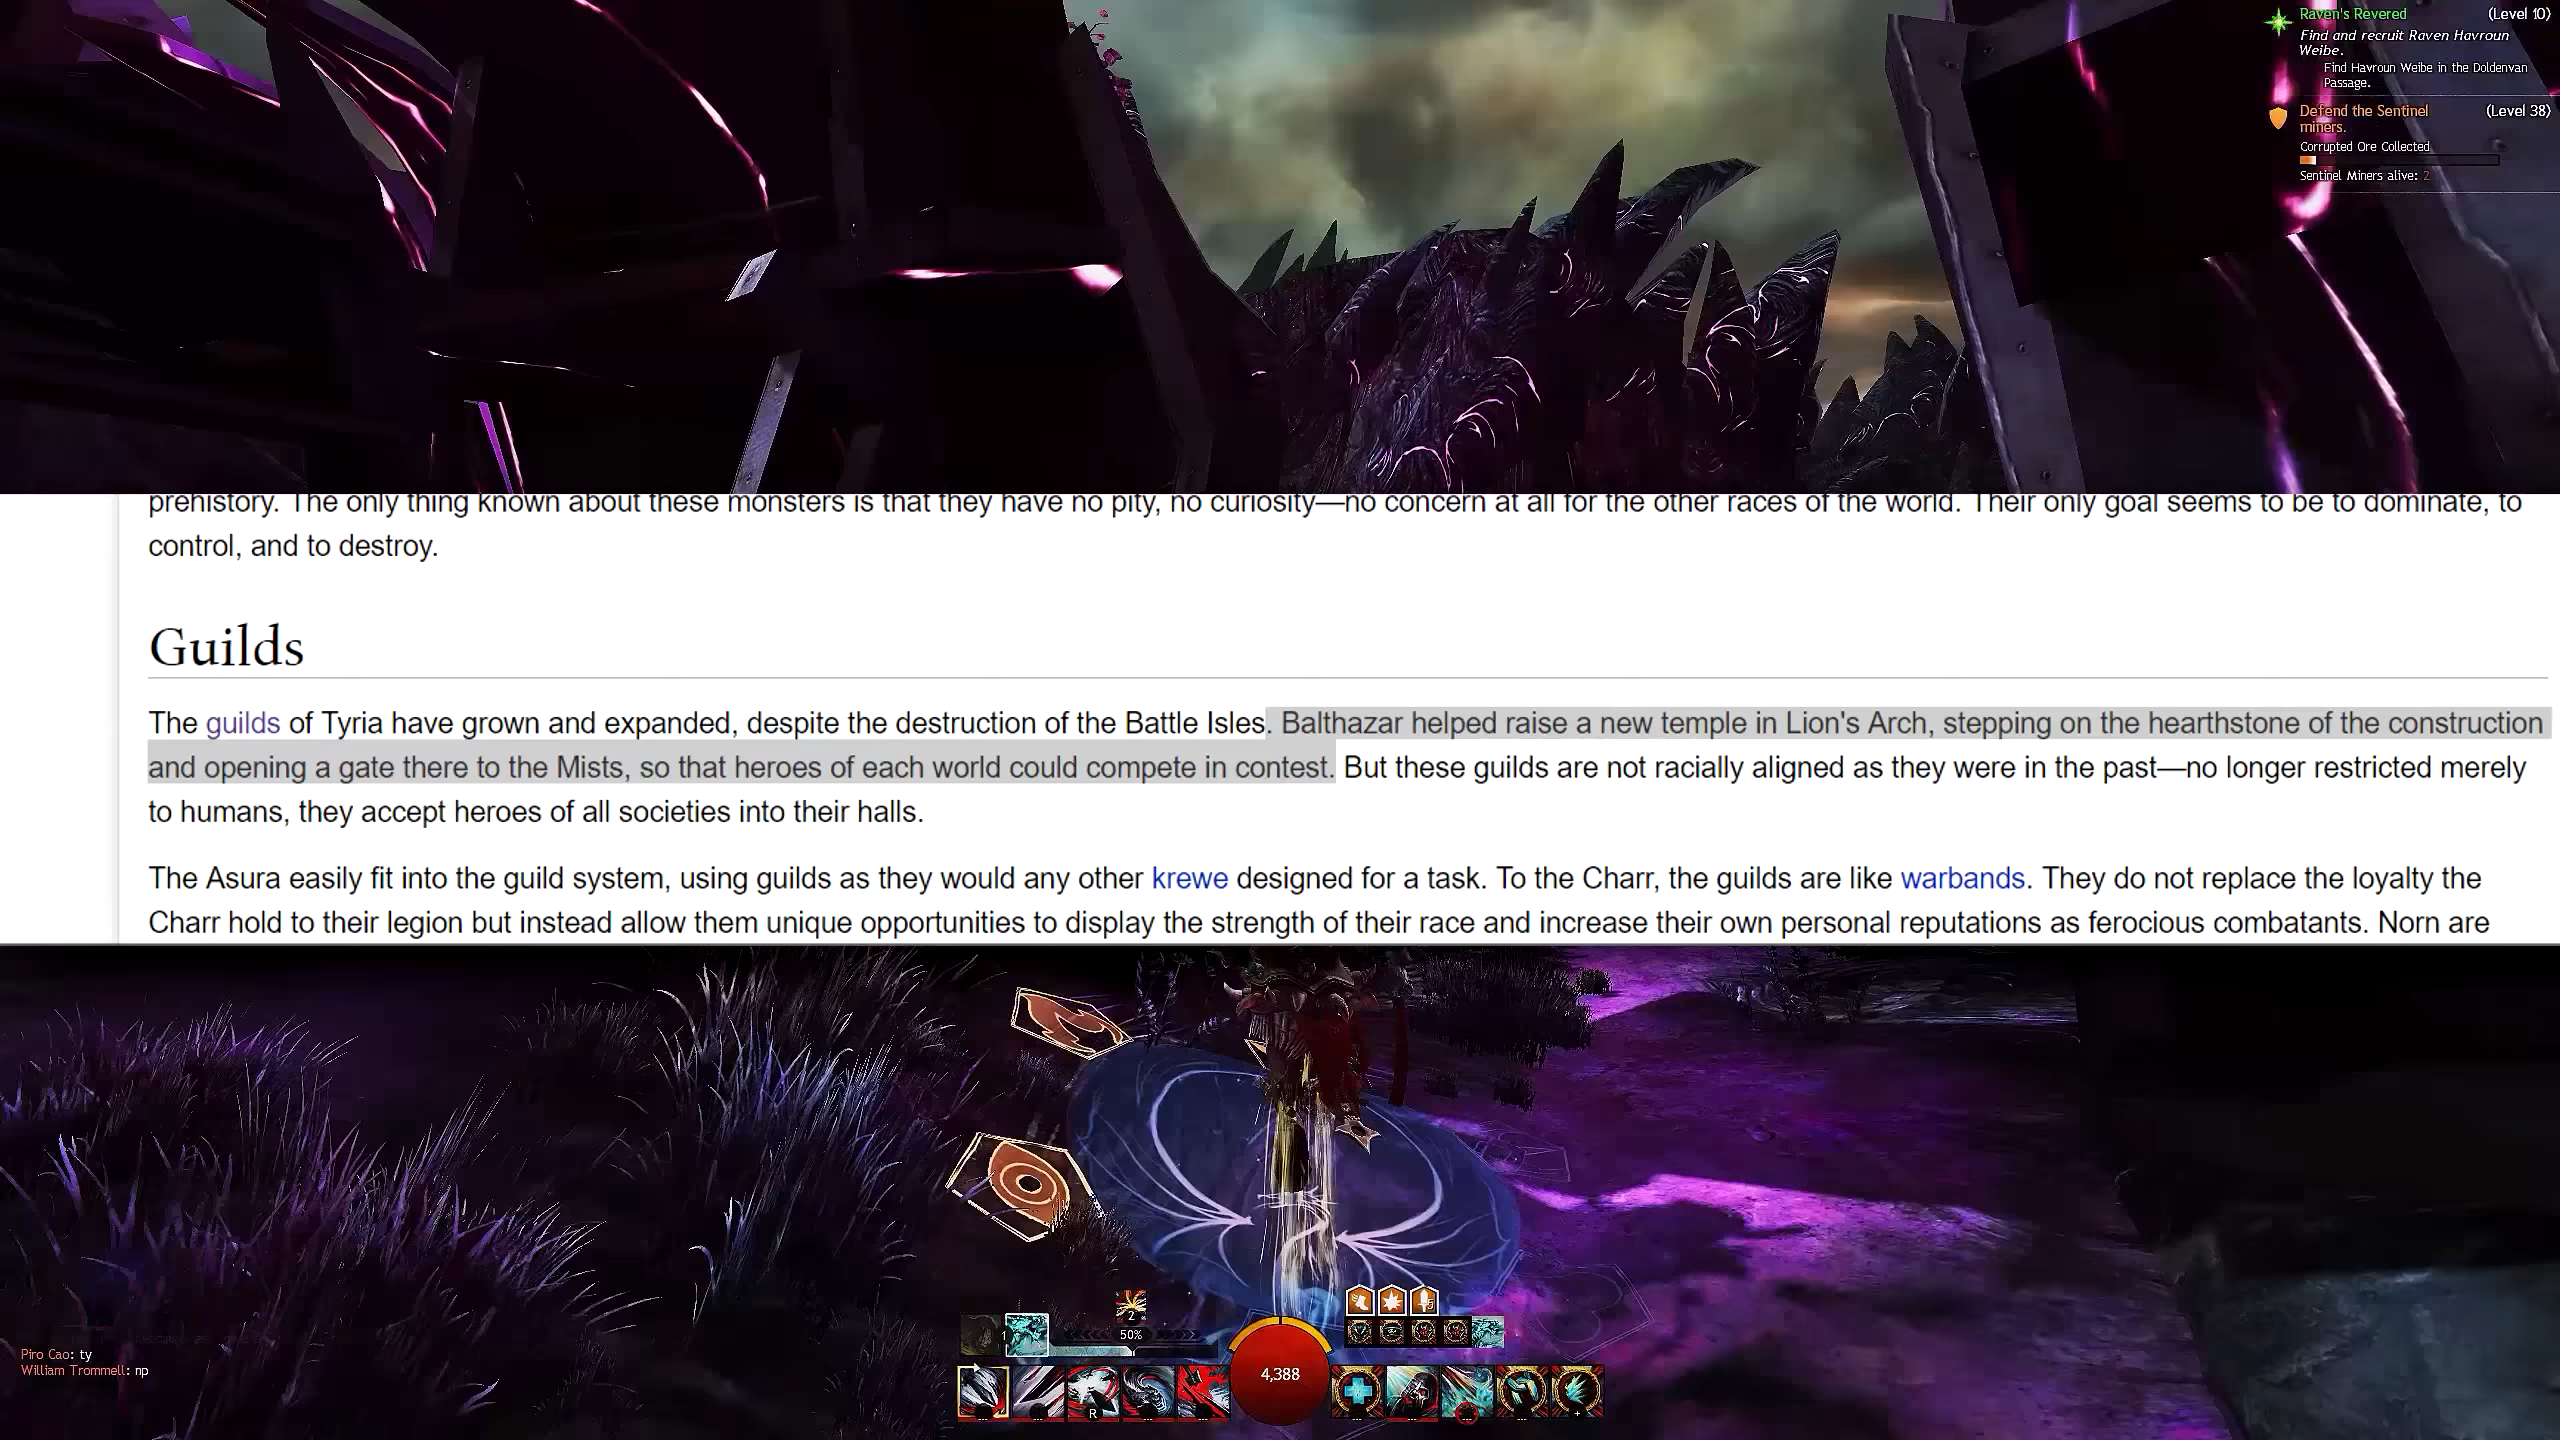 Raven's Revered (Level 10)
Find and recruit Raven Havroun
Weibe.
Find Havroun Weibe in the Doldenvan
Passage.
Defend the Sentinel (Level 38)
miners.
Corrupted Ore Collected
Sentinel Miners alive: 2
prehistory. The only thing known about these monsters is that they have no pity, no curiosity—no concern at all for the other races of the world. Their only goal seems to be to dominate, to
control, and to destroy.
Guilds
The guilds of Tyria have grown and expanded, despite the destruction of the Battle Isles. Balthazar helped raise a new temple in Lion's Arch, stepping on the hearthstone of the construction
and opening a gate there to the Mists, so that heroes of each world could compete in contest. But these guilds are not racially aligned as they were in the past—no longer restricted merely
to humans, they accept heroes of all societies into their halls.
The Asura easily fit into the guild system, using guilds as they would any other krewe designed for a task. To the Charr, the guilds are like warbands. They do not replace the loyalty the
Charr hold to their legion but instead allow them unique opportunities to display the strength of their race and increase their own personal reputations as ferocious combatants. Norn are
2
5
1
50%
Piro Cao: ty
William Trommell: np
4,388
R